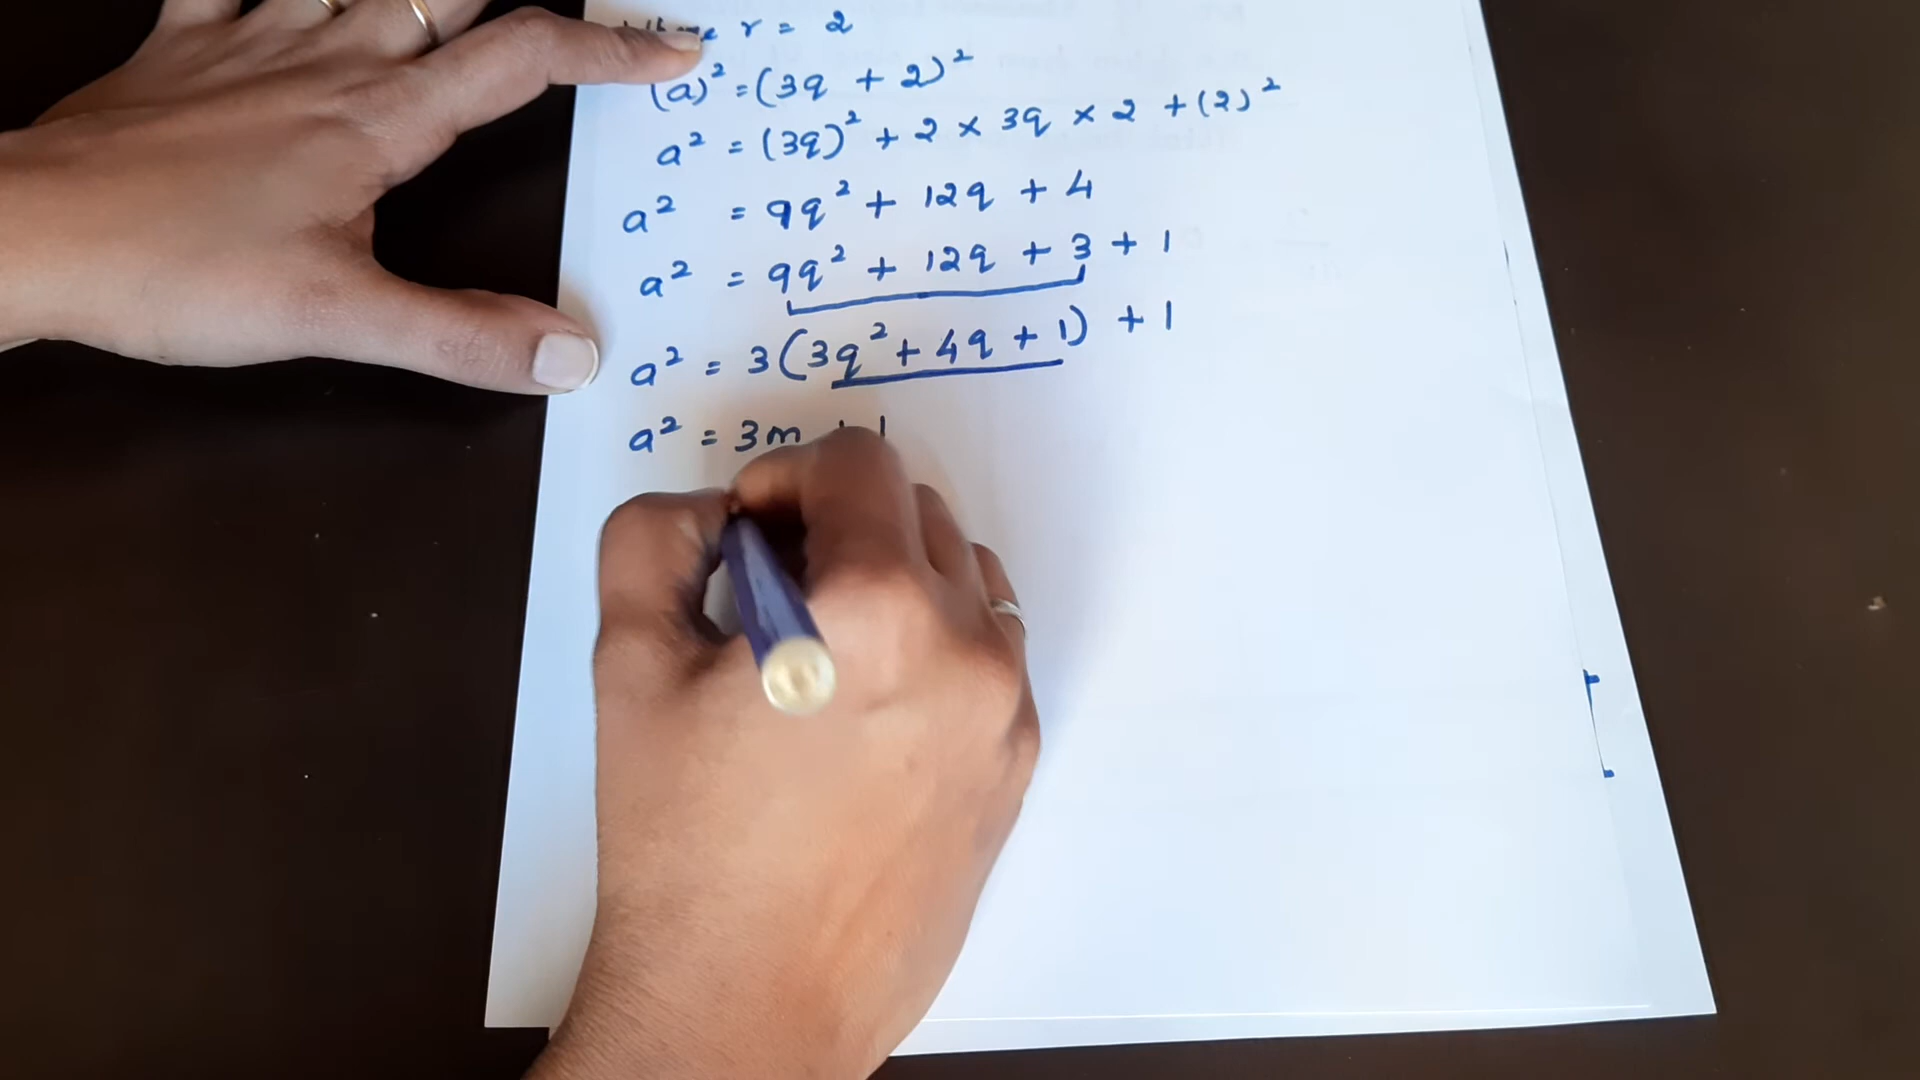 r = 2
(a)² = (3q + 2)²
a² = (3q)² + 2 × 3q × 2 + (2)²
a² = 9q² + 12q + 4
a² = 9q² + 12q + 3 + 1
a² = 3(3q² + 4q + 1) + 1
a² = 3m + 1